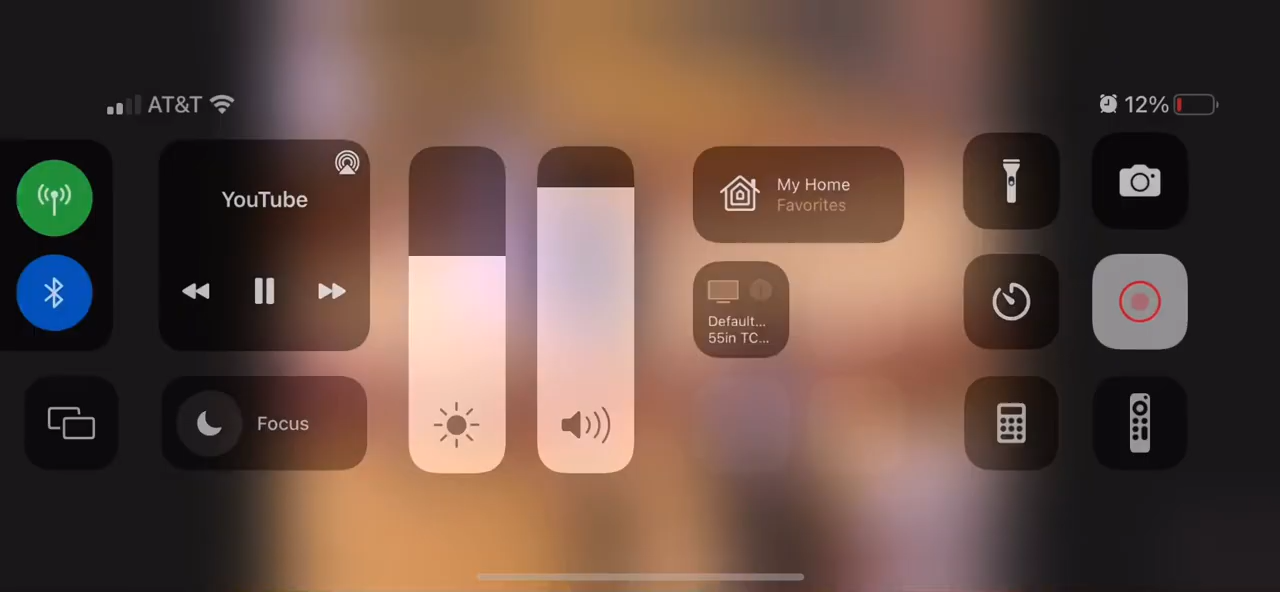 AT&T
12%
YouTube
My Home
Favorites
Default...
55in TC...
Focus